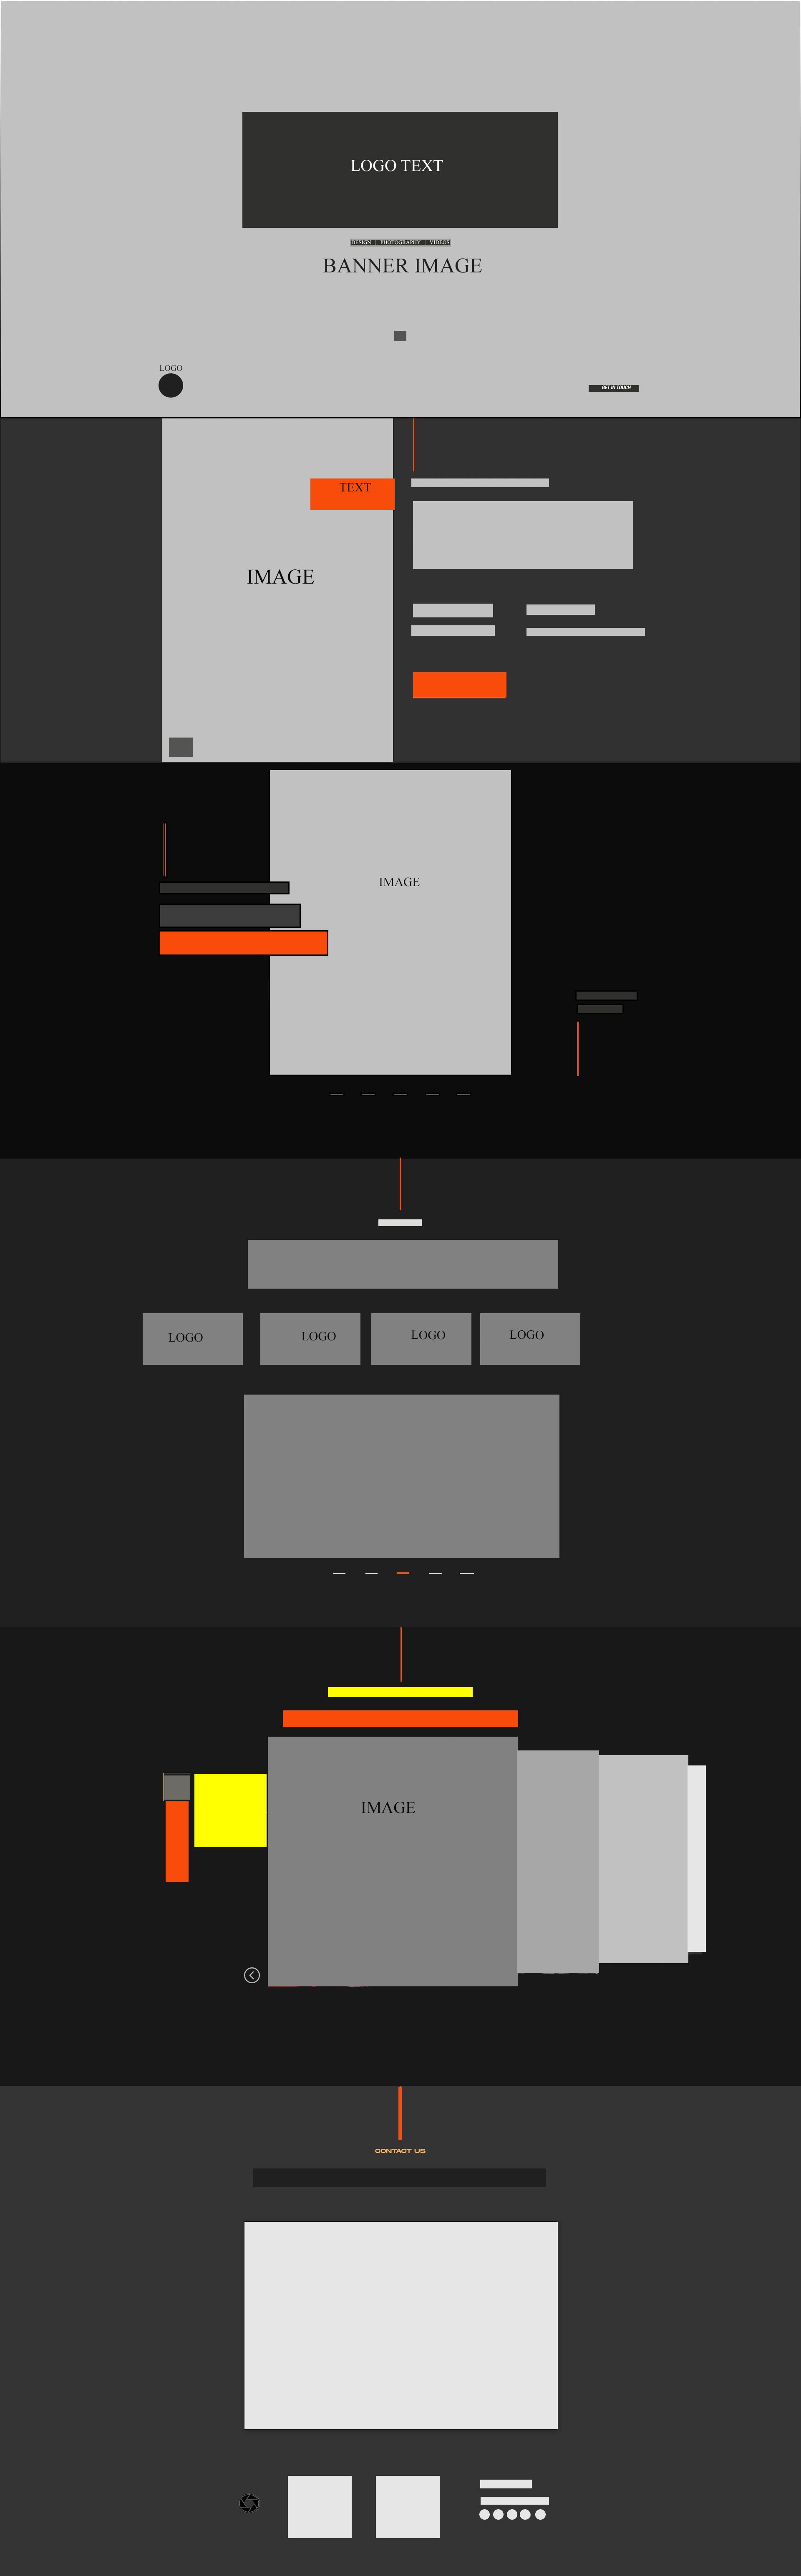 LOGO TEXT
DESIGN | PHOTOGRAPHY | VIDEOS
BANNER IMAGE
LOGO
GET IN TOUCH
TEXT
IMAGE
IMAGE
LOGO LOGO LOGO LOGO
IMAGE
CONTACT US